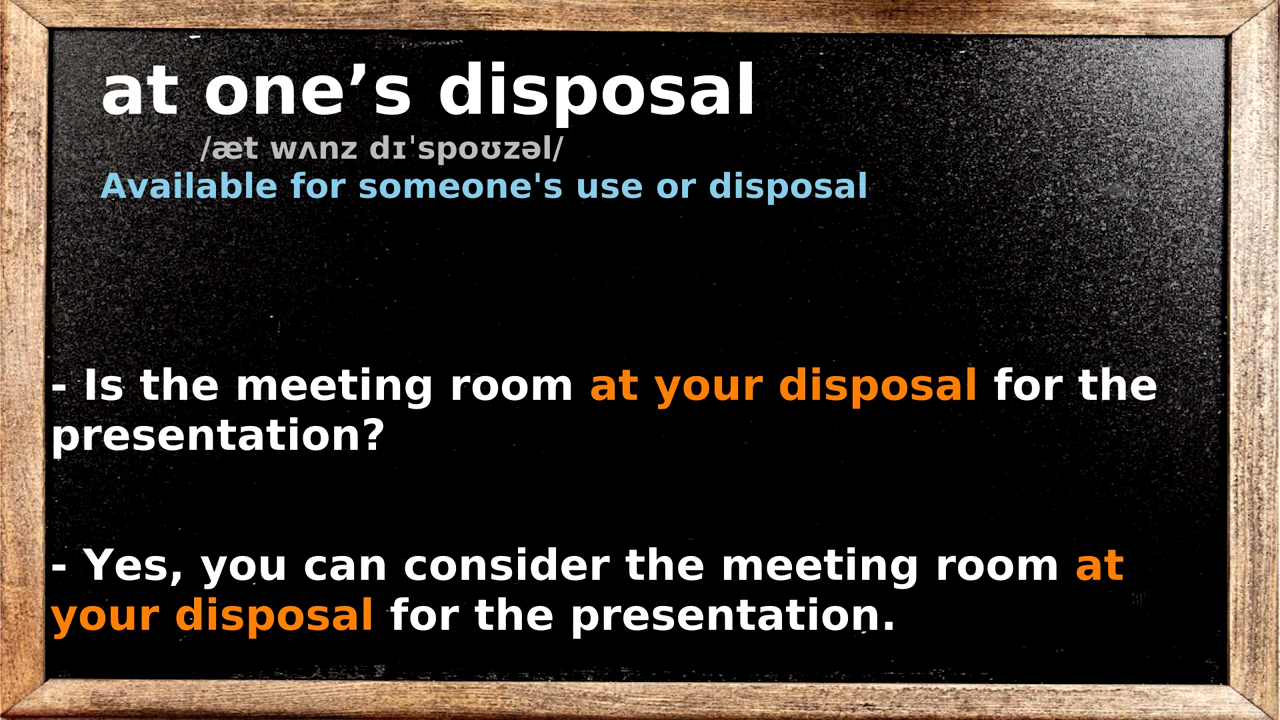 at one’s disposal
/æt wʌnz dɪˈspoʊzəl/
Available for someone's use or disposal
- Is the meeting room at your disposal for the
presentation?
- Yes, you can consider the meeting room at
your disposal for the presentation.